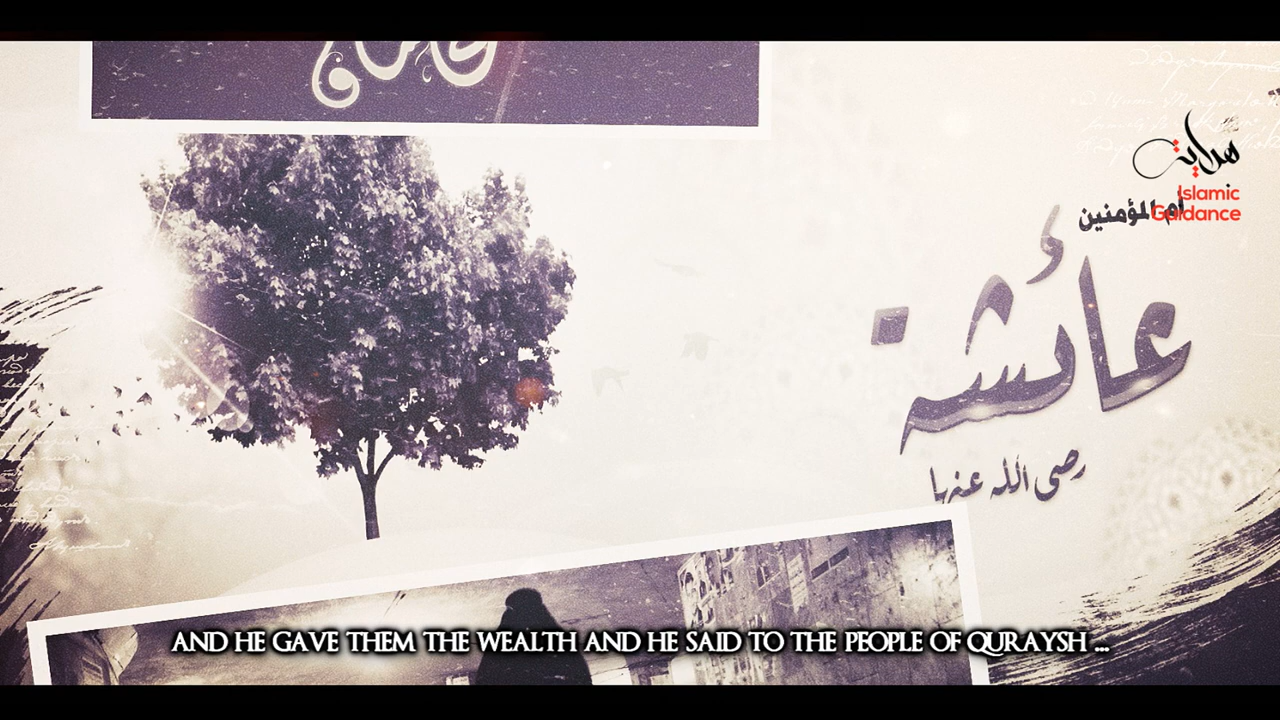 هداية
Islamic
Guidance
أم المؤمنين
عائشة
رضى الله عنها
AND HE GAVE THEM THE WEALTH AND HE SAID TO THE PEOPLE OF QURAYSH ...